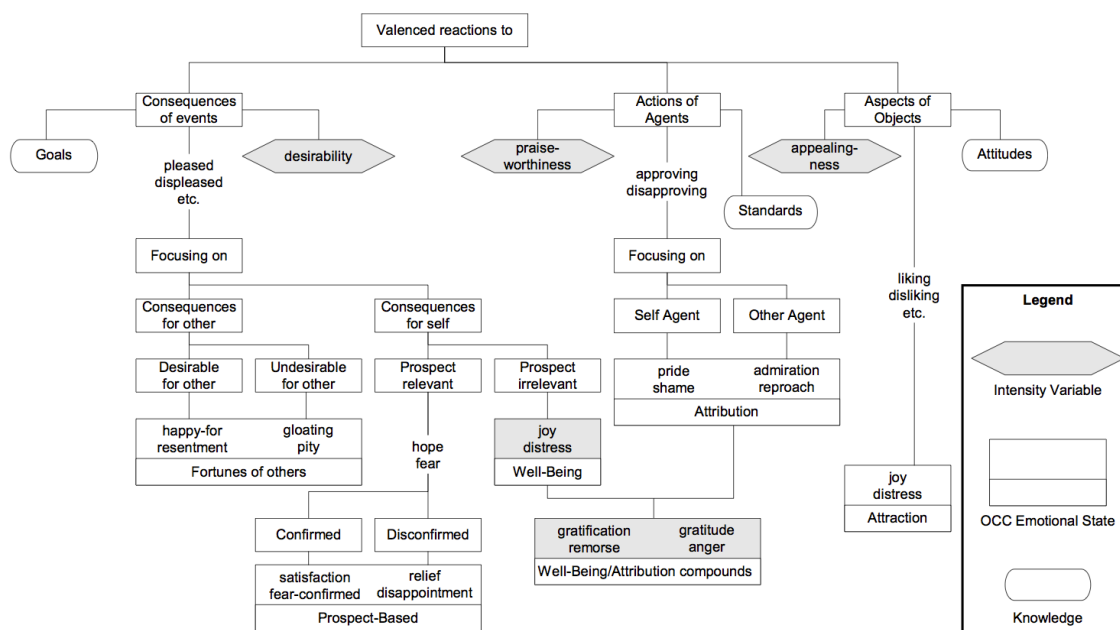 Valenced reactions to
Consequences
of events
Actions of
Agents
Aspects of
Objects
Goals
desirability
praise-
worthiness
appealing-
ness
Attitudes
pleased
displeased
etc.
approving
disapproving
Standards
Focusing on
Focusing on
liking
disliking
etc.
Consequences
for other
Consequences
for self
Self Agent
Other Agent
Desirable
for other
Undesirable
for other
Prospect
relevant
Prospect
irrelevant
pride
shame
admiration
reproach
Attribution
happy-for
resentment
gloating
pity
Fortunes of others
hope
fear
joy
distress
Well-Being
joy
distress
Attraction
Confirmed
Disconfirmed
gratification
remorse
gratitude
anger
Well-Being/Attribution compounds
satisfaction
fear-confirmed
relief
disappointment
Prospect-Based
Legend
Intensity Variable
OCC Emotional State
Knowledge